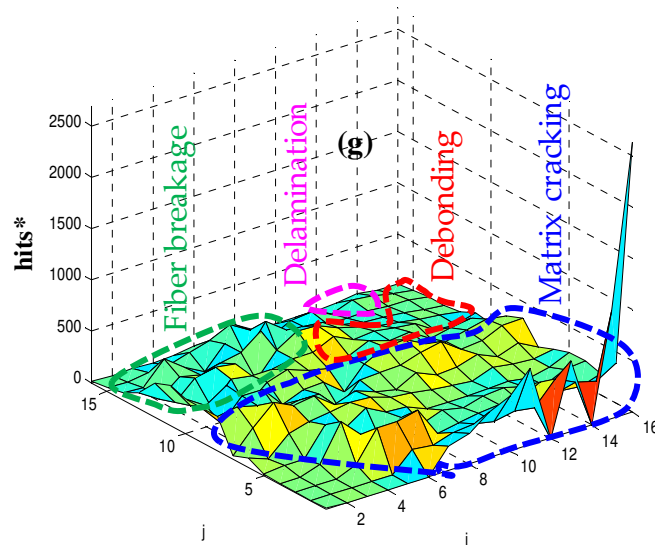 (g)
Fiber breakage
Delamination
Debonding
Matrix cracking
hits*
2500
2000
1500
1000
500
0
15
10
5
j
2
4
6
8
10
12
14
16
i